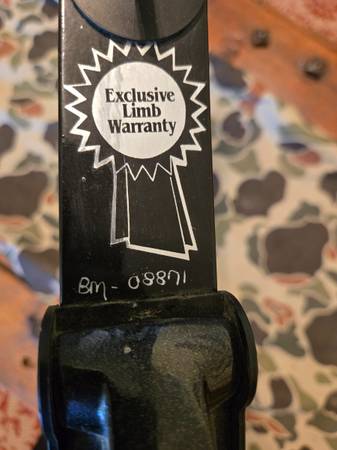 Exclusive
Limb
Warranty
BM- 08871